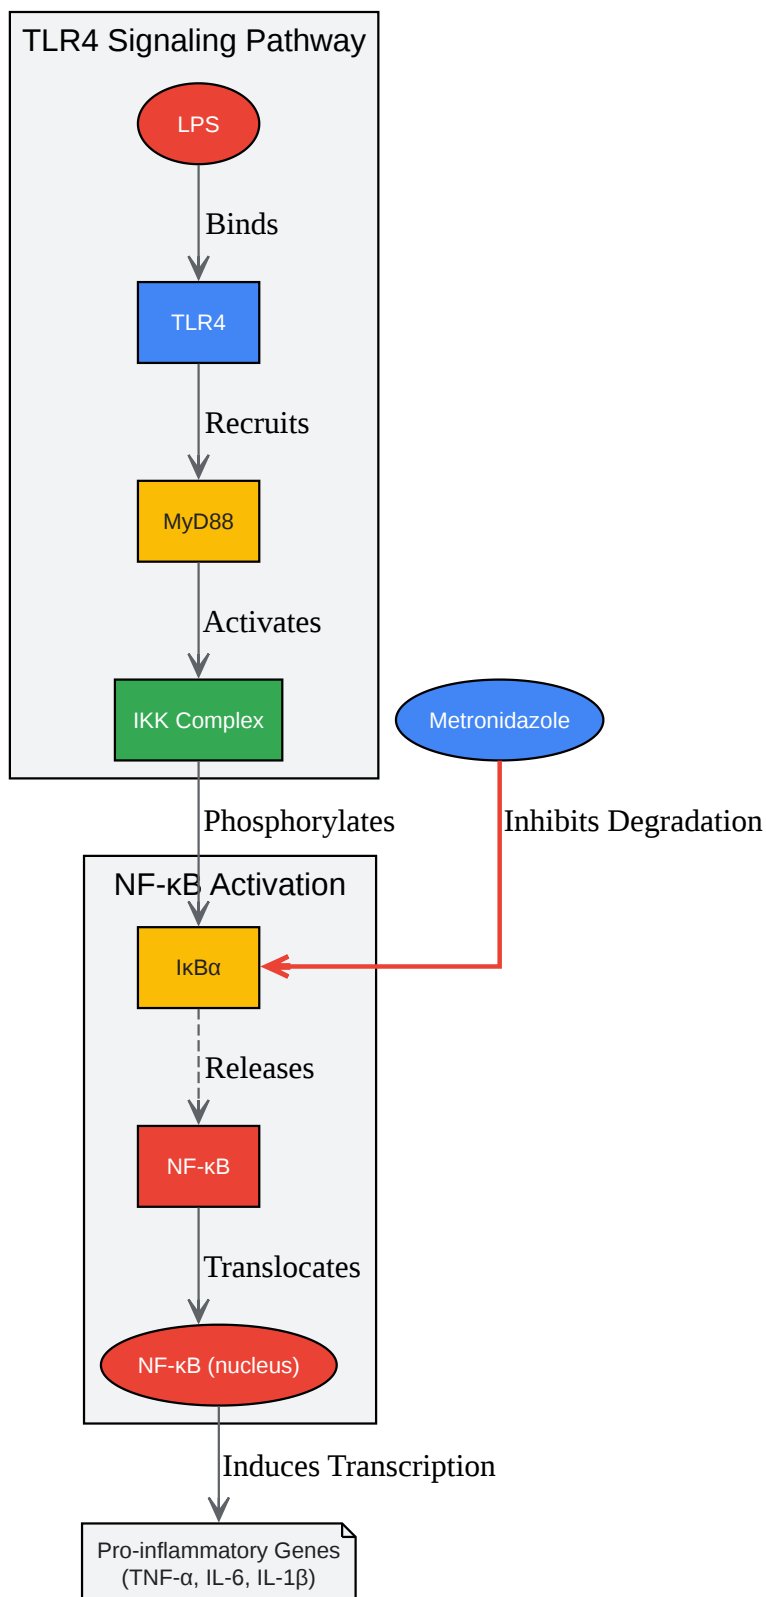 TLR4 Signaling Pathway
LPS
Binds
TLR4
Recruits
MyD88
Activates
IKK Complex
Metronidazole
Phosphorylates
Inhibits Degradation
NF-κB Activation
IκBα
Releases
NF-κB
Translocates
NF-κB (nucleus)
Induces Transcription
Pro-inflammatory Genes
(TNF-α, IL-6, IL-1β)